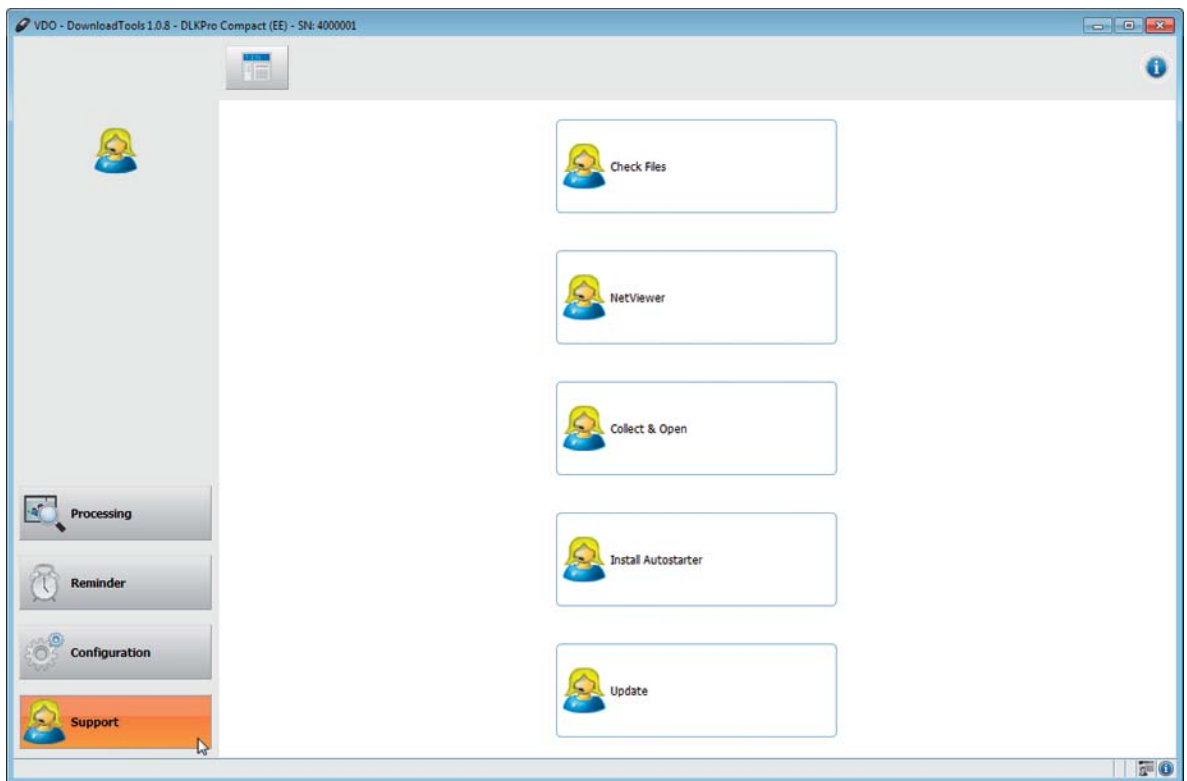 VDO - DownloadTools 1.0.8 - DLKPro Compact (EE) - SN: 4000001
Check Files
NetViewer
Collect & Open
Install Autostarter
Update
Processing
Reminder
Configuration
Support